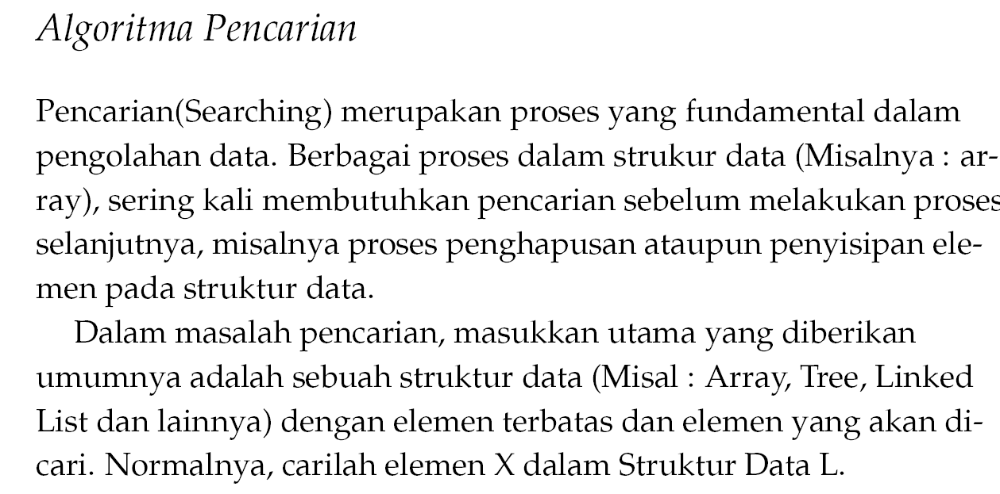 Algoritma Pencarian
Pencarian(Searching) merupakan proses yang fundamental dalam
pengolahan data. Berbagai proses dalam strukur data (Misalnya : ar-
ray), sering kali membutuhkan pencarian sebelum melakukan proses
selanjutnya, misalnya proses penghapusan ataupun penyisipan ele-
men pada struktur data.
Dalam masalah pencarian, masukkan utama yang diberikan
umumnya adalah sebuah struktur data (Misal : Array, Tree, Linked
List dan lainnya) dengan elemen terbatas dan elemen yang akan di-
cari. Normalnya, carilah elemen X dalam Struktur Data L.